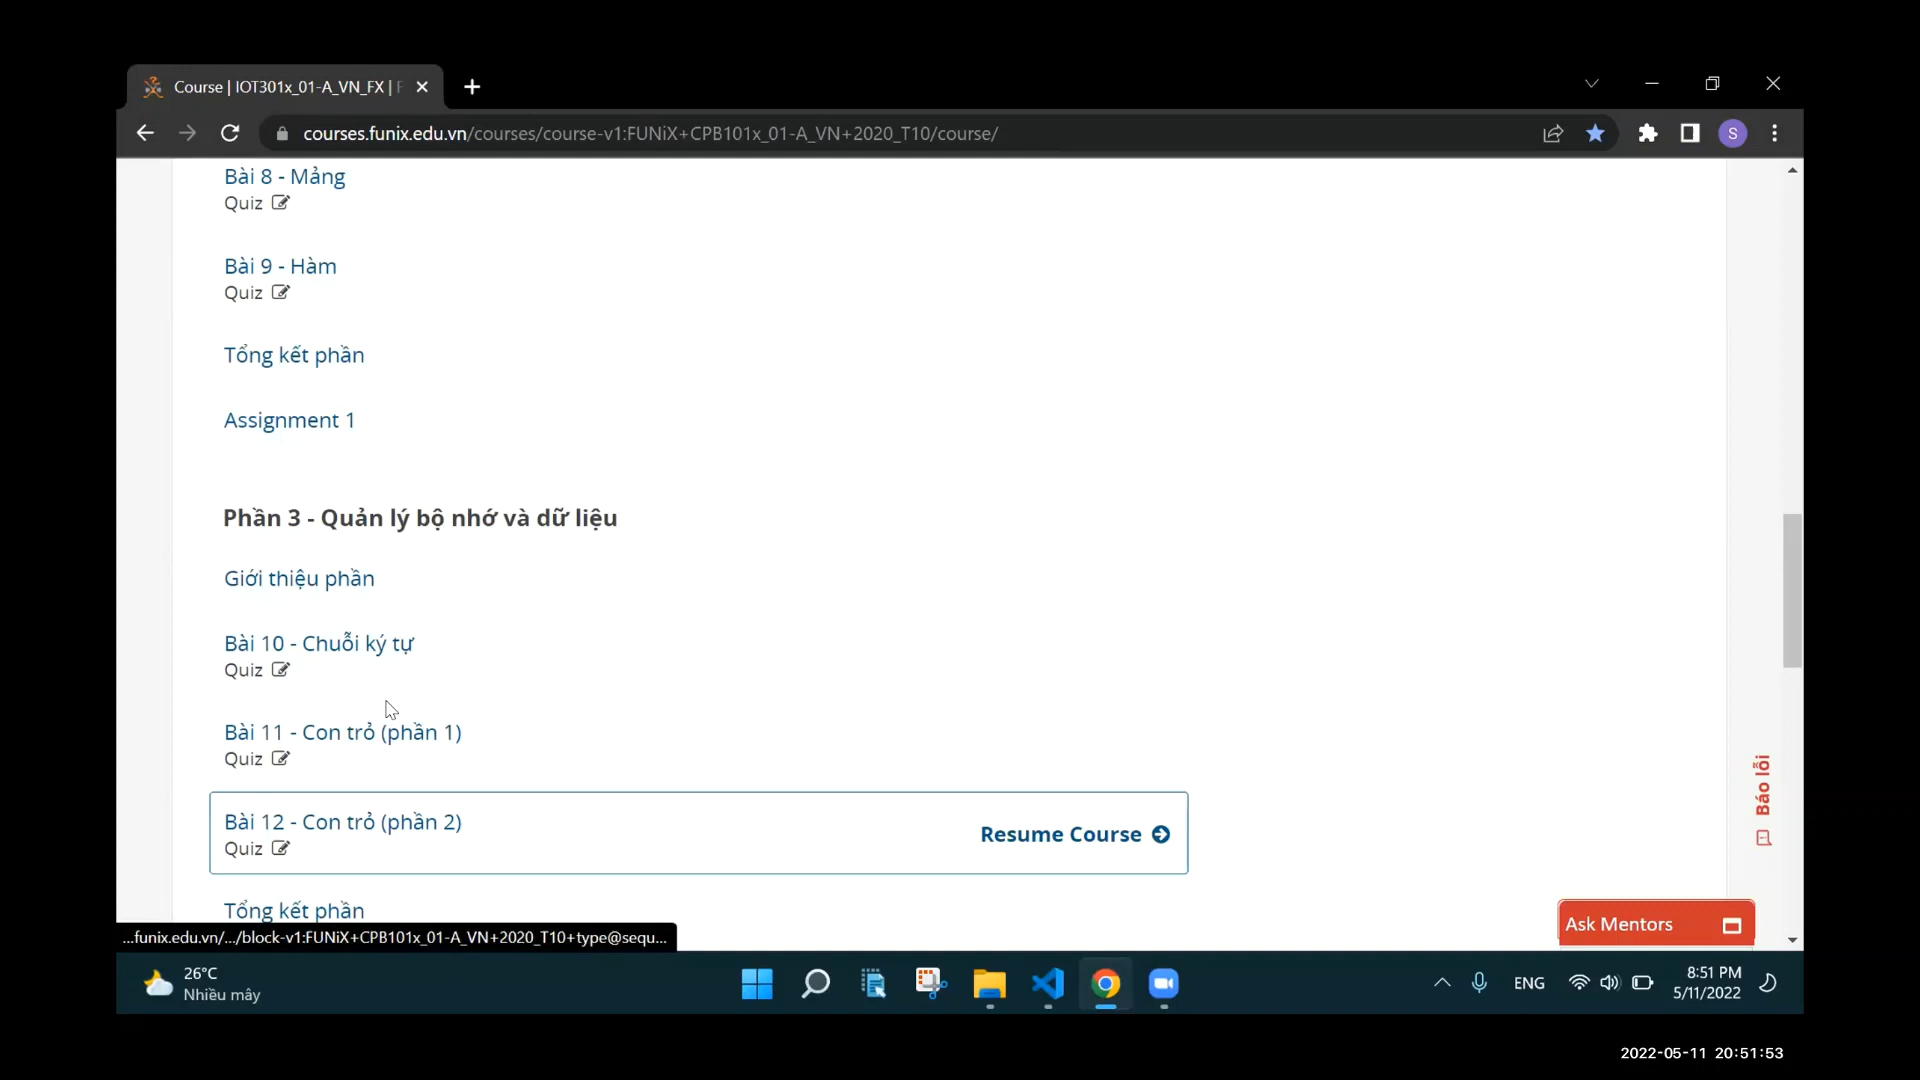 Course | IOT301x_01-A_VN_FX |
courses.funix.edu.vn/courses/course-v1:FUNiX+CPB101x_01-A_VN+2020_T10/course/
S
Bài 8 - Mảng
Quiz
Bài 9 - Hàm
Quiz
Tổng kết phần
Assignment 1
Phần 3 - Quản lý bộ nhớ và dữ liệu
Giới thiệu phần
Bài 10 - Chuỗi ký tự
Quiz
Bài 11 - Con trỏ (phần 1)
Quiz
Bài 12 - Con trỏ (phần 2)
Quiz
Resume Course
Tổng kết phần
Báo lỗi
Ask Mentors
...funix.edu.vn/.../block-v1:FUNiX+CPB101x_01-A_VN+2020_T10+type@sequ...
26°C
Nhiều mây
ENG
8:51 PM
5/11/2022
2022-05-11 20:51:53